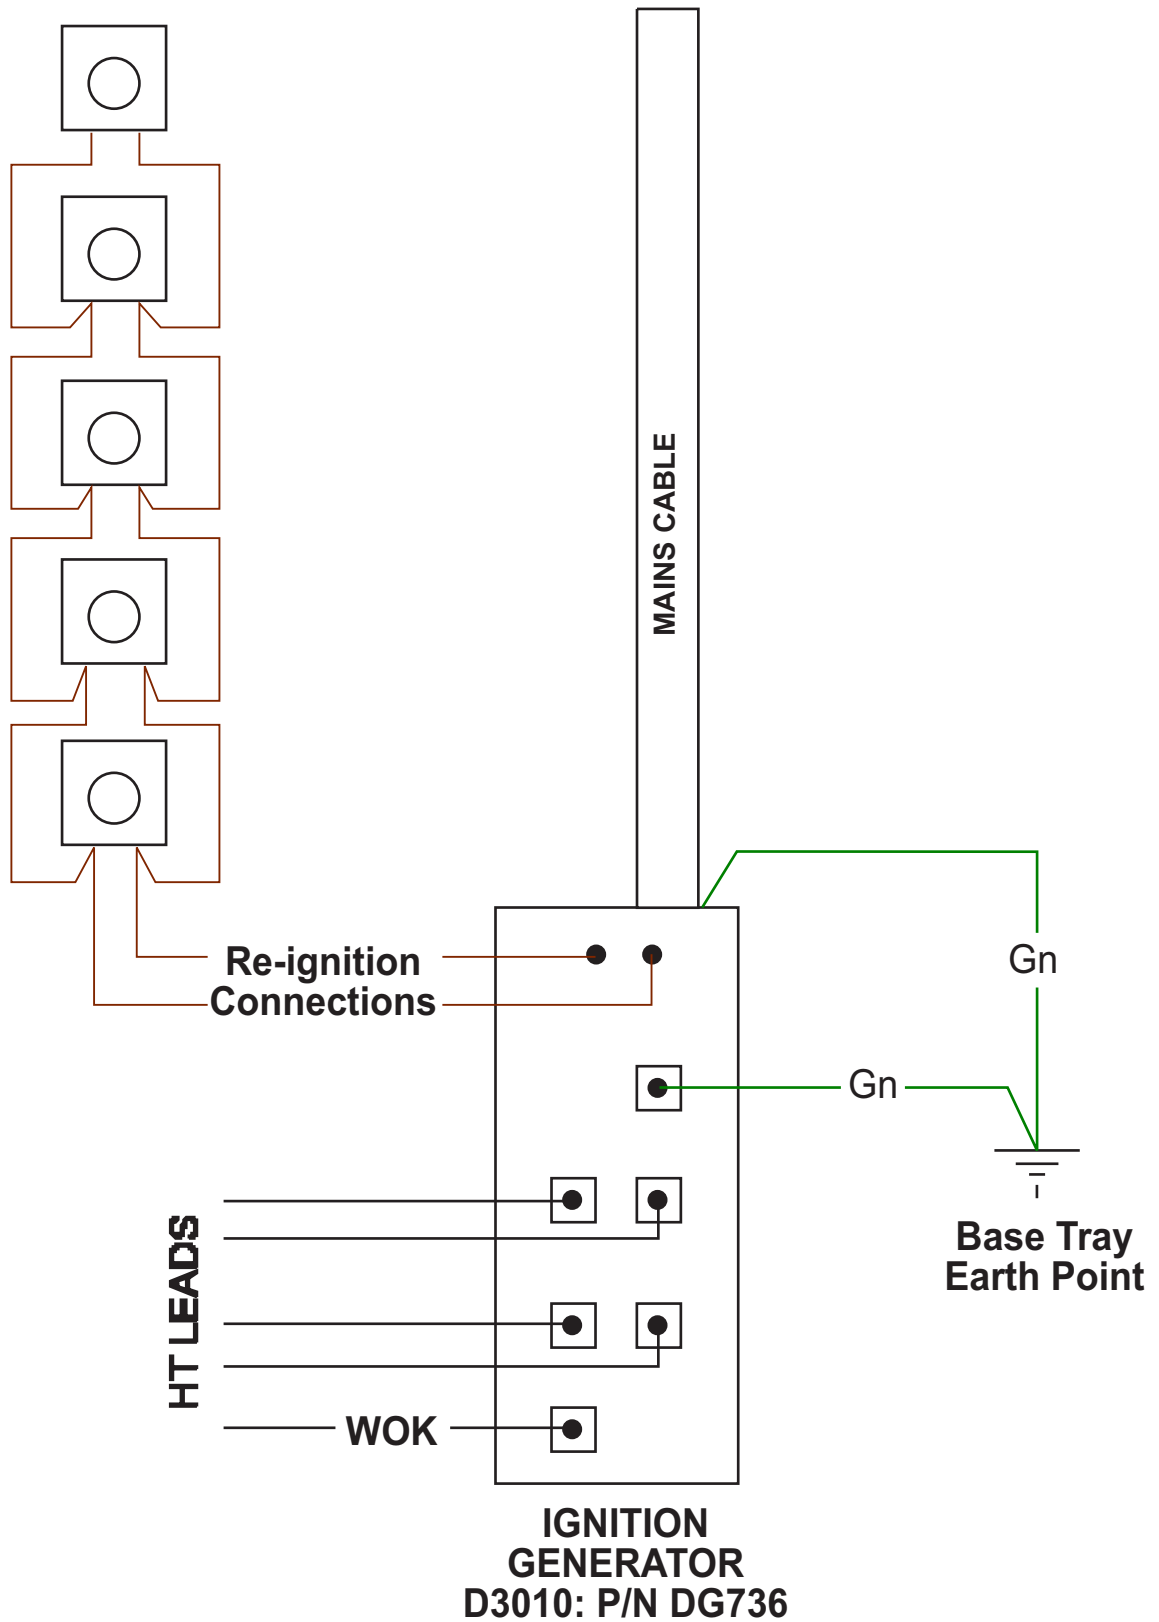 MAINS CABLE
Re-ignition
Connections
Gn
Gn
Base Tray
Earth Point
HT LEADS
WOK
IGNITION
GENERATOR
D3010: P/N DG736